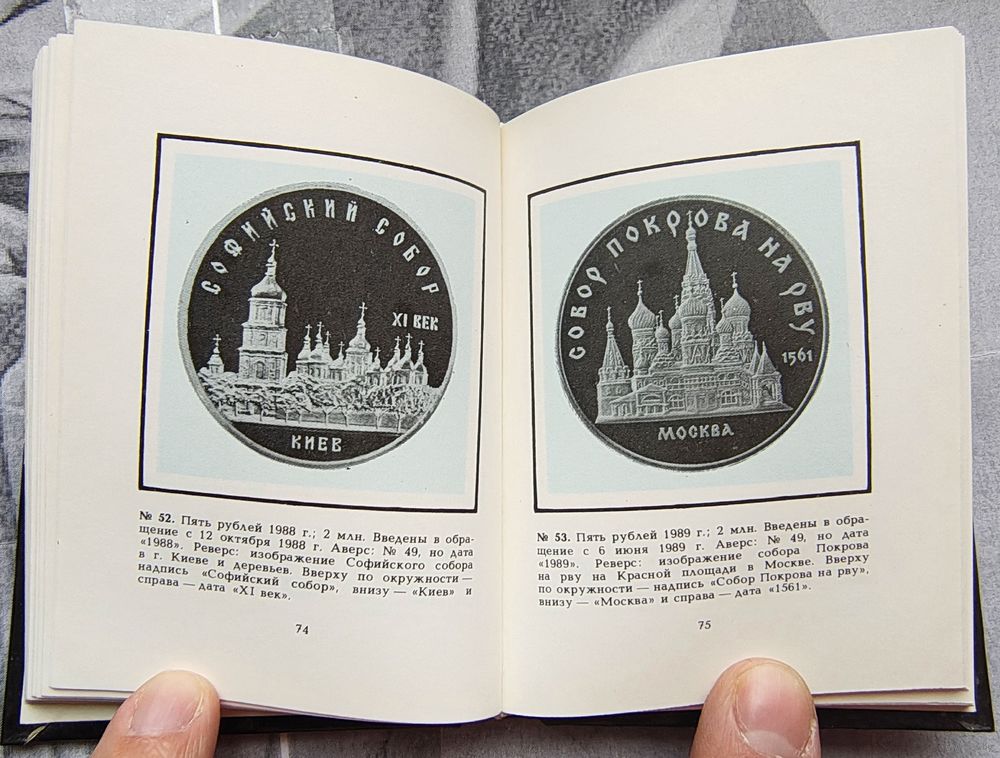 СОФИЙСКИЙ СОБОР
XI ВЕК
КИЕВ
№ 52. Пять рублей 1988 г.; 2 млн. Введены в обра-
щение с 12 октября 1988 г. Аверс: № 49, но дата
«1988». Реверс: изображение Софийского собора
в г. Киеве и деревьев. Вверху по окружности —
надпись «Софийский собор», внизу — «Киев» и
справа — дата «XI век».
74
СОБОР ПОКРОВА НА РВУ
1561
МОСКВА
№ 53. Пять рублей 1989 г.; 2 млн. Введены в обра-
щение с 6 июня 1989 г. Аверс: № 49, но дата
«1989». Реверс: изображение собора Покрова
на рву на Красной площади в Москве. Вверху
по окружности — надпись «Собор Покрова на рву»,
внизу — «Москва» и справа — дата «1561».
75